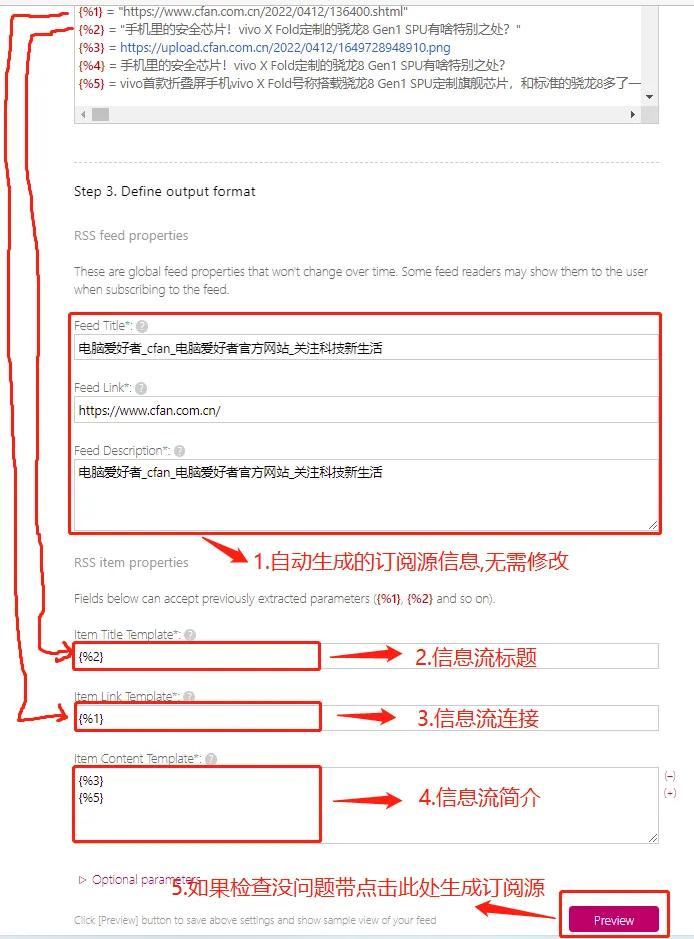 {%1} = "https://www.cfan.com.cn/2022/0412/136400.shtml"
{%2} = "手机里的安全芯片！vivo X Fold定制的骁龙8 Gen1 SPU有啥特别之处？"
{%3} = https://upload.cfan.com.cn/2022/0412/1649728948910.png
{%4} = 手机里的安全芯片！vivo X Fold定制的骁龙8 Gen1 SPU有啥特别之处?
{%5} = vivo首款折叠屏手机vivo X Fold号称搭载骁龙8 Gen1 SPU定制旗舰芯片，和标准的骁龙8多了一
Step 3. Define output format
RSS feed properties
These are global feed properties that won't change over time. Some feed readers may show them to the user
when subscribing to the feed.
Feed Title*: ?
电脑爱好者_cfan_电脑爱好者官方网站_关注科技新生活
Feed Link*: ?
https://www.cfan.com.cn/
Feed Description*: ?
电脑爱好者_cfan_电脑爱好者官方网站_关注科技新生活
1.自动生成的订阅源信息,无需修改
RSS item properties
Fields below can accept previously extracted parameters ({%1}, {%2} and so on).
Item Title Template*: ?
{%2}
2.信息流标题
Item Link Template*: ?
{%1}
3.信息流连接
Item Content Template*: ?
{%3}
{%5}
4.信息流简介
(−)
(+)
▷ Optional parameters
5.如果检查没问题带点击此处生成订阅源
Click [Preview] button to save above settings and show sample view of your feed
Preview